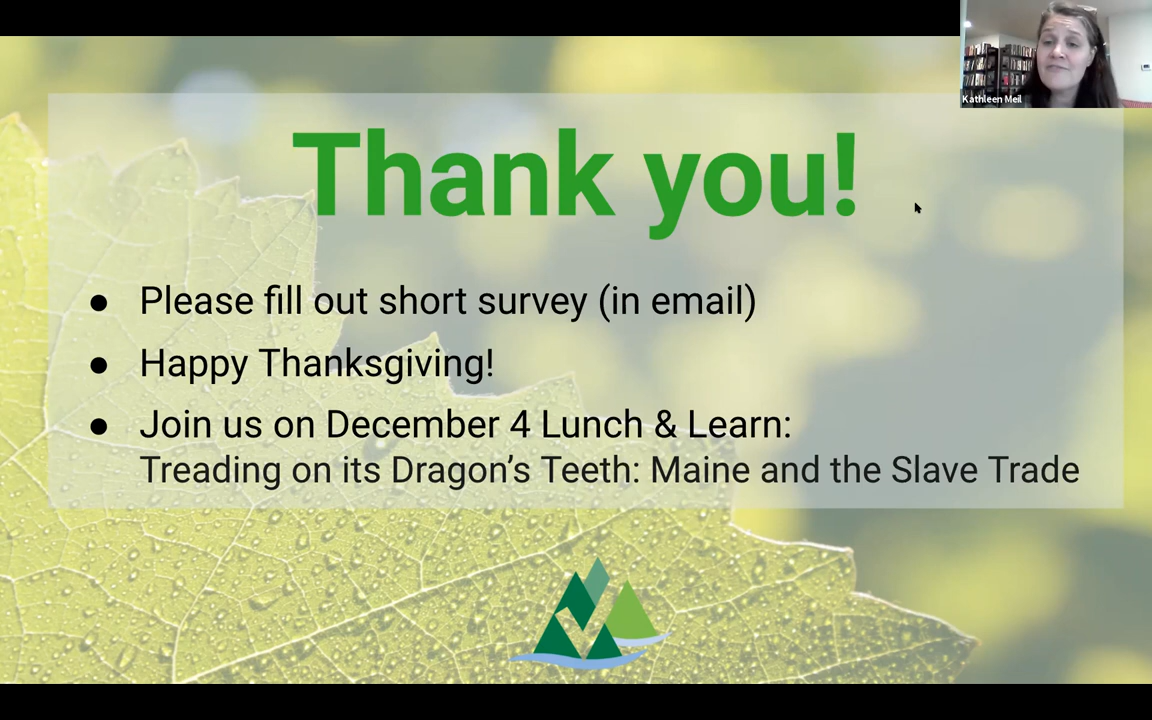 Kathleen Meil
Thank you!
● Please fill out short survey (in email)
● Happy Thanksgiving!
● Join us on December 4 Lunch & Learn:
Treading on its Dragon’s Teeth: Maine and the Slave Trade